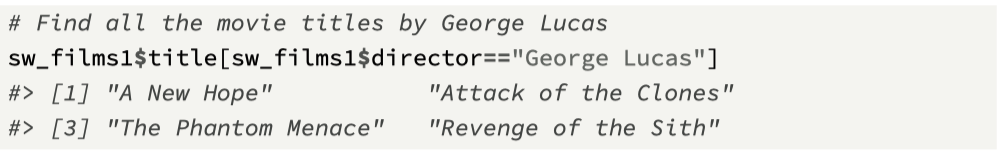 # Find all the movie titles by George Lucas
sw_films1$title[sw_films1$director=="George Lucas"]
#> [1] "A New Hope"           "Attack of the Clones"
#> [3] "The Phantom Menace"   "Revenge of the Sith"